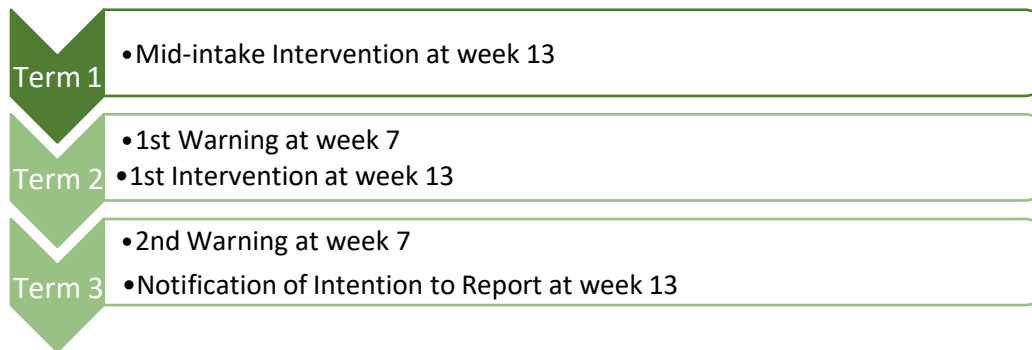 Term 1
•Mid-intake Intervention at week 13
Term 2
•1st Warning at week 7
•1st Intervention at week 13
Term 3
•2nd Warning at week 7
•Notification of Intention to Report at week 13